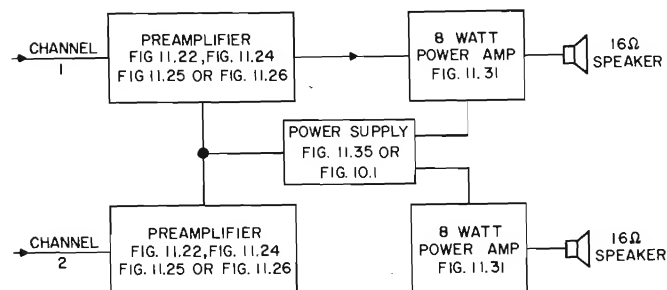 CHANNEL
1
PREAMPLIFIER
FIG 11.22, FIG. 11.24
FIG 11.25 OR FIG. 11.26
8 WATT
POWER AMP
FIG. 11.31
16Ω
SPEAKER
POWER SUPPLY
FIG. 11.35 OR
FIG. 10.1
CHANNEL
2
PREAMPLIFIER
FIG. 11.22, FIG. 11.24
FIG. 11.25 OR FIG. 11.26
8 WATT
POWER AMP
FIG. 11.31
16Ω
SPEAKER